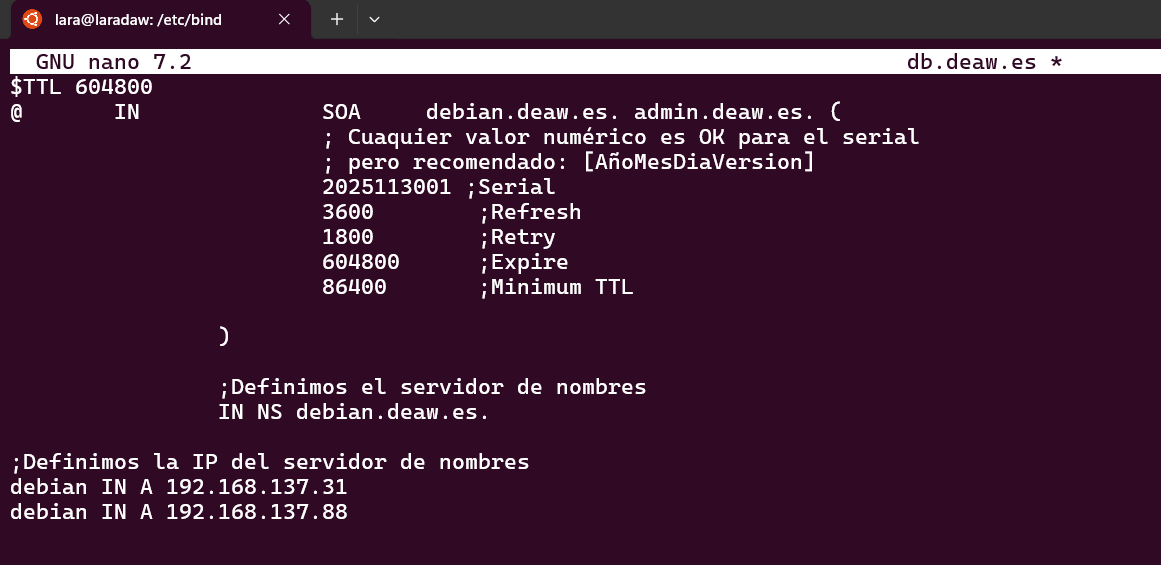 lara@laradaw: /etc/bind
GNU nano 7.2 db.deaw.es *
$TTL 604800
@ IN SOA debian.deaw.es. admin.deaw.es. (
; Cuaquier valor numérico es OK para el serial
; pero recomendado: [AñoMesDiaVersion]
2025113001 ;Serial
3600 ;Refresh
1800 ;Retry
604800 ;Expire
86400 ;Minimum TTL
)
;Definimos el servidor de nombres
IN NS debian.deaw.es.
;Definimos la IP del servidor de nombres
debian IN A 192.168.137.31
debian IN A 192.168.137.88